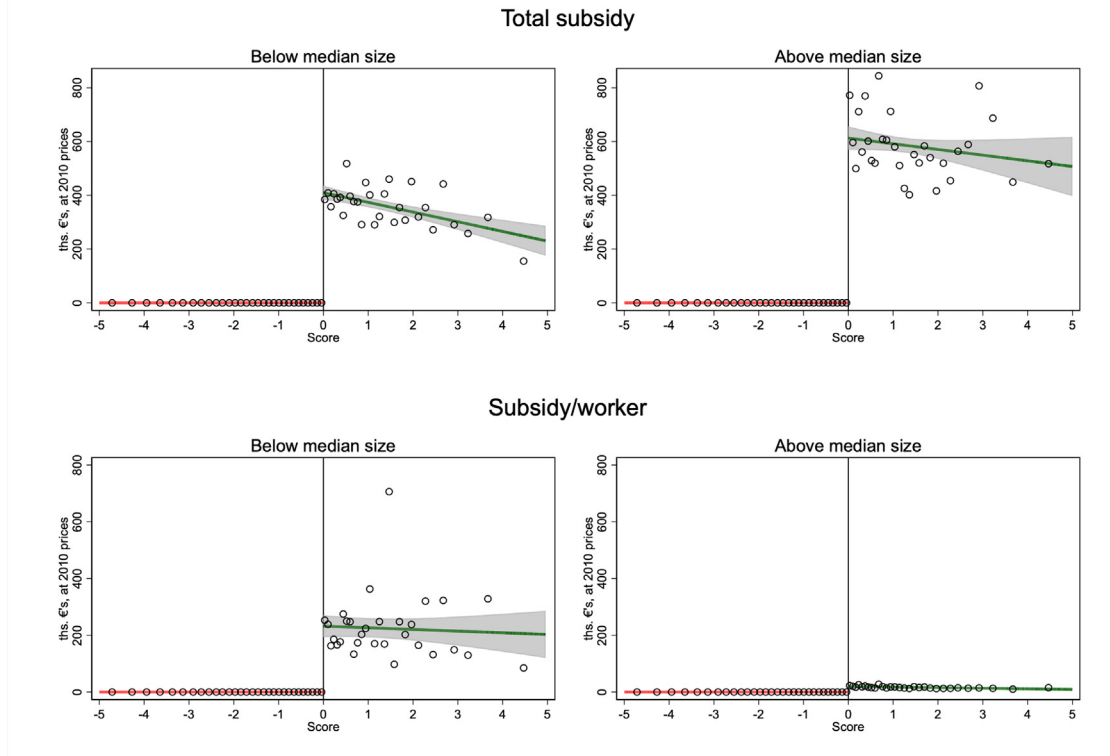 Total subsidy
Below median size
Above median size
ths. €'s, at 2010 prices
800
600
400
200
0
-5 -4 -3 -2 -1 0 1 2 3 4 5
Score
ths. €'s, at 2010 prices
800
600
400
200
0
-5 -4 -3 -2 -1 0 1 2 3 4 5
Score
Subsidy/worker
Below median size
Above median size
ths. €'s, at 2010 prices
800
600
400
200
0
-5 -4 -3 -2 -1 0 1 2 3 4 5
Score
ths. €'s, at 2010 prices
800
600
400
200
0
-5 -4 -3 -2 -1 0 1 2 3 4 5
Score